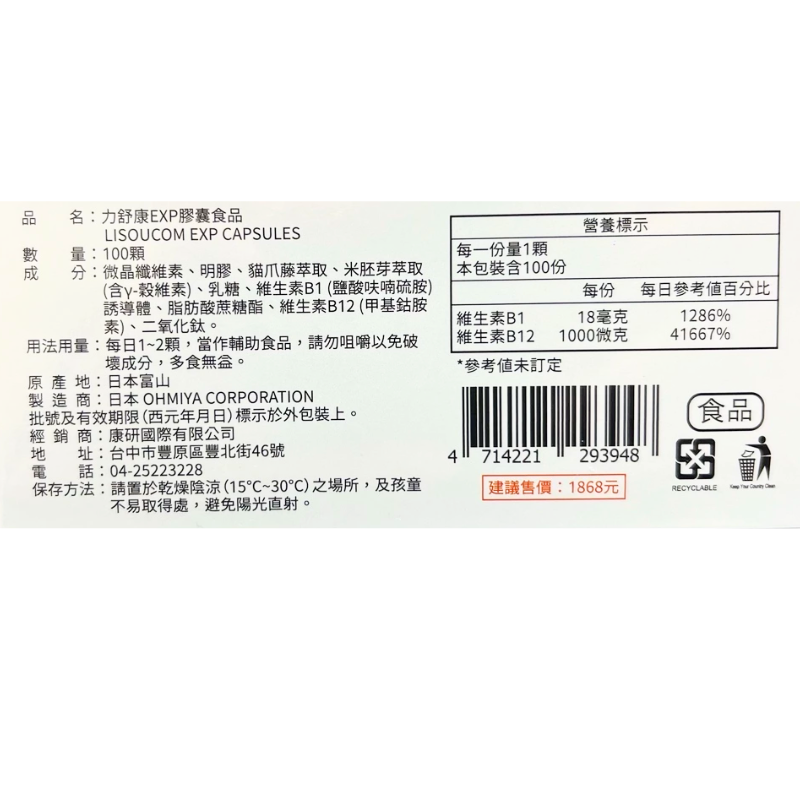 品　名：力舒康EXP膠囊食品
LISOUCOM EXP CAPSULES
數　量：100顆
成　分：微晶纖維素、明膠、貓爪藤萃取、米胚芽萃取
(含γ-穀維素)、乳糖、維生素B1 (鹽酸呋喃硫胺)
誘導體、脂肪酸蔗糖酯、維生素B12 (甲基鈷胺
素)、二氧化鈦。
用法用量：每日1~2顆，當作輔助食品，請勿咀嚼以免破
壞成分，多食無益。
原 產 地：日本富山
製 造 商：日本 OHMIYA CORPORATION
批號及有效期限 (西元年月日) 標示於外包裝上。
經 銷 商：康研國際有限公司
地　址：台中市豐原區豐北街46號
電　話：04-25223228
保存方法：請置於乾燥陰涼 (15°C~30°C) 之場所，及孩童
不易取得處，避免陽光直射。
營養標示
每一份量1顆
本包裝含100份
每份 每日參考值百分比
維生素B1 18毫克 1286%
維生素B12 1000微克 41667%
*參考值未訂定
4 714221 293948
建議售價：1868元
食品
RECYCLABLE
Keep Your Country Clean